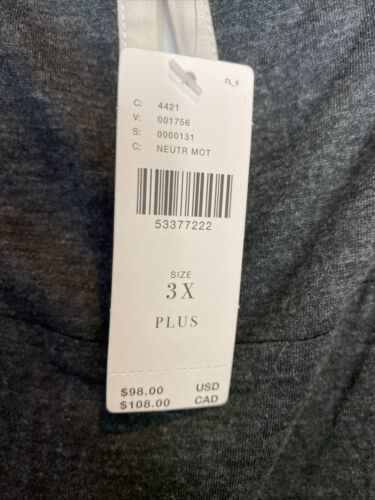 FL_6
C: 4421
V: 001756
S: 0000131
C: NEUTR MOT
53377222
SIZE
3X
PLUS
$98.00 USD
$108.00 CAD